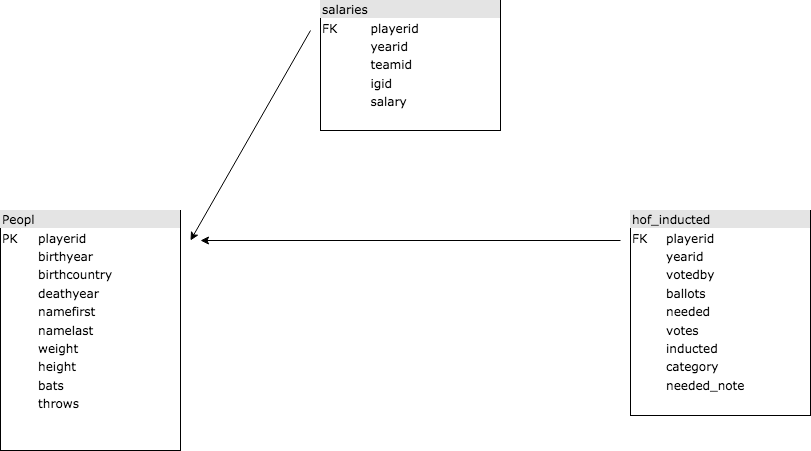 salaries
FK playerid
yearid
teamid
igid
salary
Peopl
PK playerid
birthyear
birthcountry
deathyear
namefirst
namelast
weight
height
bats
throws
hof_inducted
FK playerid
yearid
votedby
ballots
needed
votes
inducted
category
needed_note